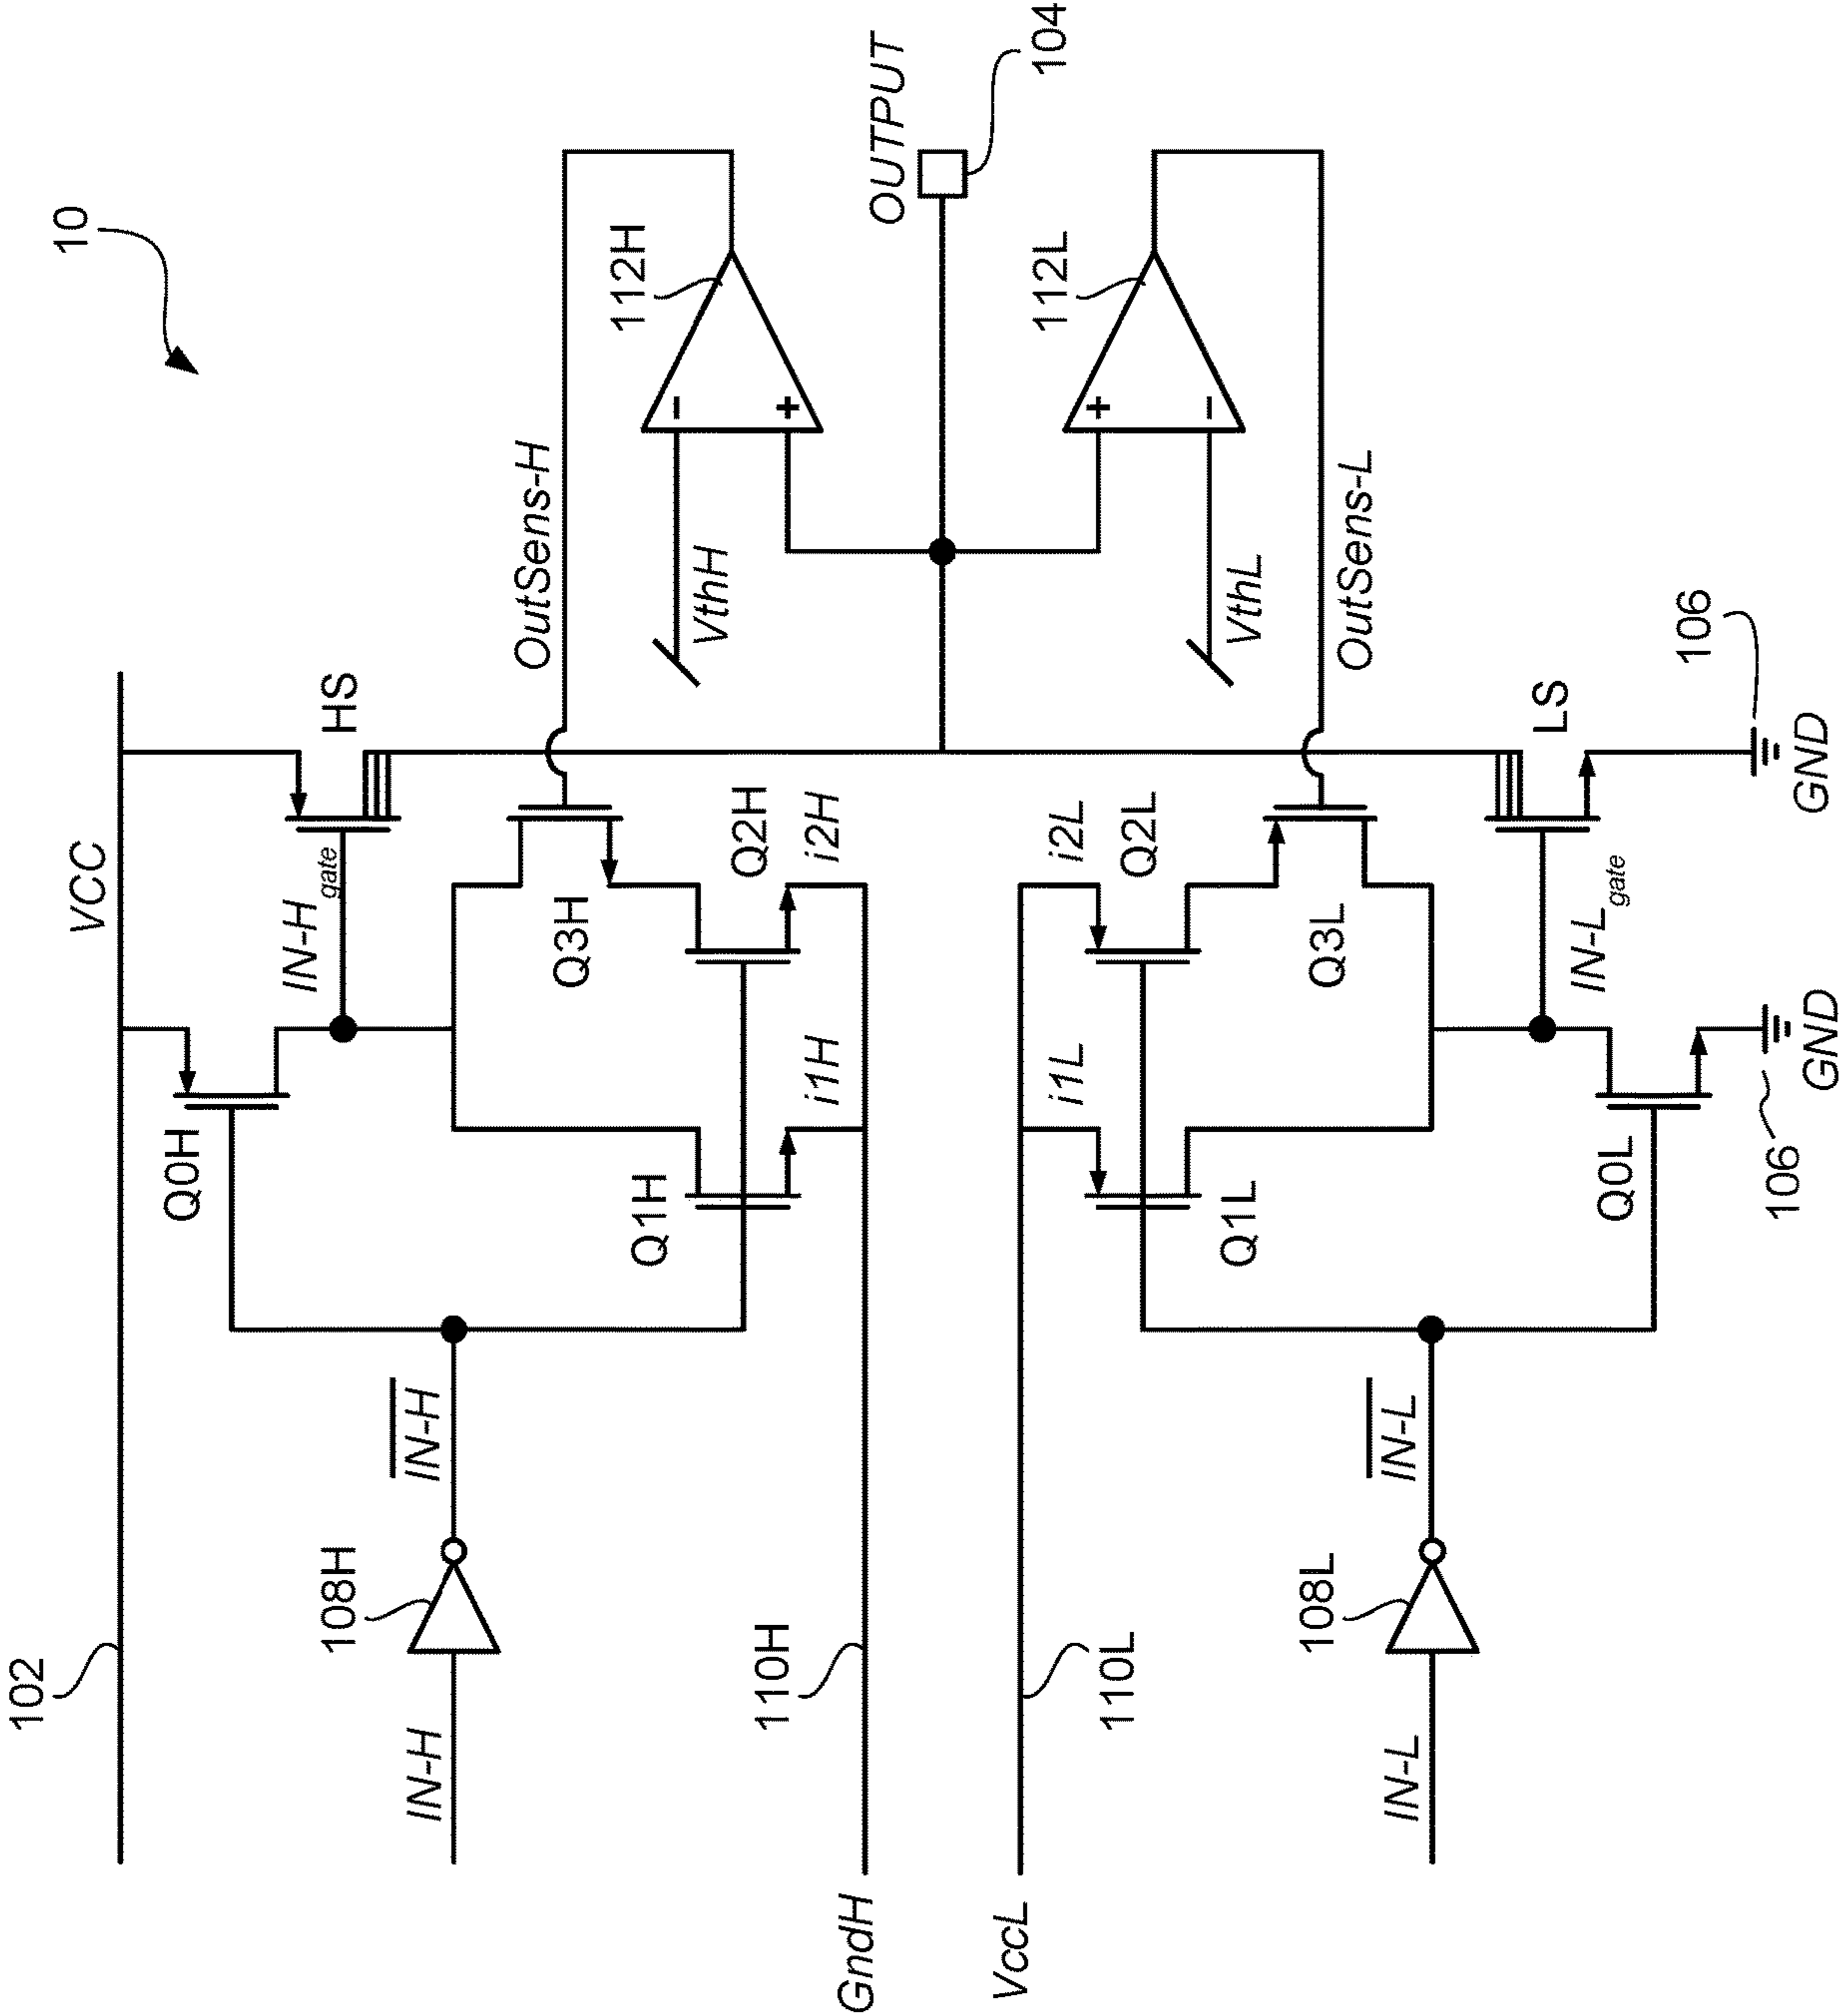 10
102
VCC
Q0H
HS
IN-H gate
108H
IN-H
IN-H
OutSens-H
112H
-
+
VthH
Q3H
Q2H
i2H
Q1H
i1H
110H
GndH
OUTPUT
104
VccL
110L
i1L
i2L
Q1L
Q2L
Q3L
112L
+
-
VthL
OutSens-L
108L
IN-L
IN-L
IN-L gate
LS
Q0L
106
GND
106
GND